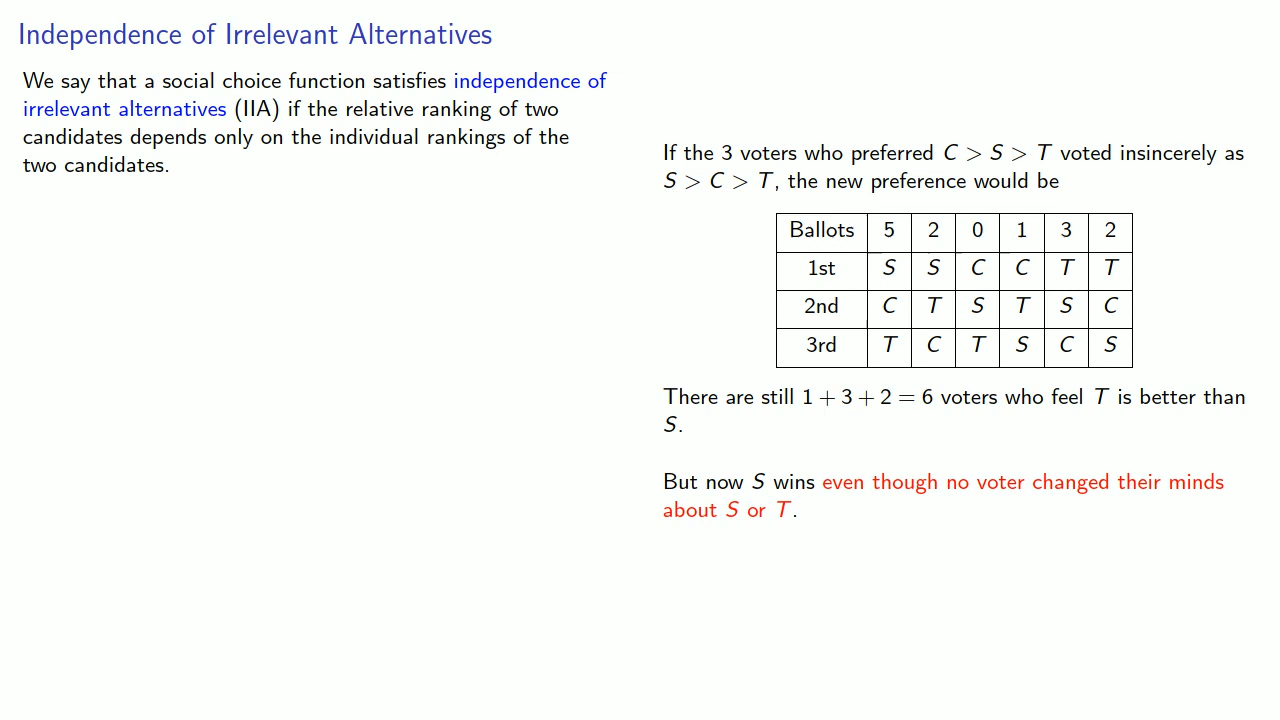 Independence of Irrelevant Alternatives
We say that a social choice function satisfies independence of
irrelevant alternatives (IIA) if the relative ranking of two
candidates depends only on the individual rankings of the
two candidates.
If the 3 voters who preferred C > S > T voted insincerely as
S > C > T, the new preference would be
Ballots 5 2 0 1 3 2
1st S S C C T T
2nd C T S T S C
3rd T C T S C S
There are still 1 + 3 + 2 = 6 voters who feel T is better than
S.
But now S wins even though no voter changed their minds
about S or T.